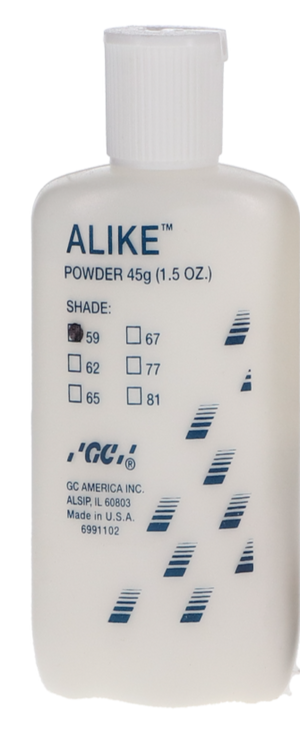 ALIKE™
POWDER 45g (1.5 OZ.)
SHADE:
59 67
62 77
65 81
GC®
GC AMERICA INC.
ALSIP, IL 60803
Made in U.S.A.
6991102